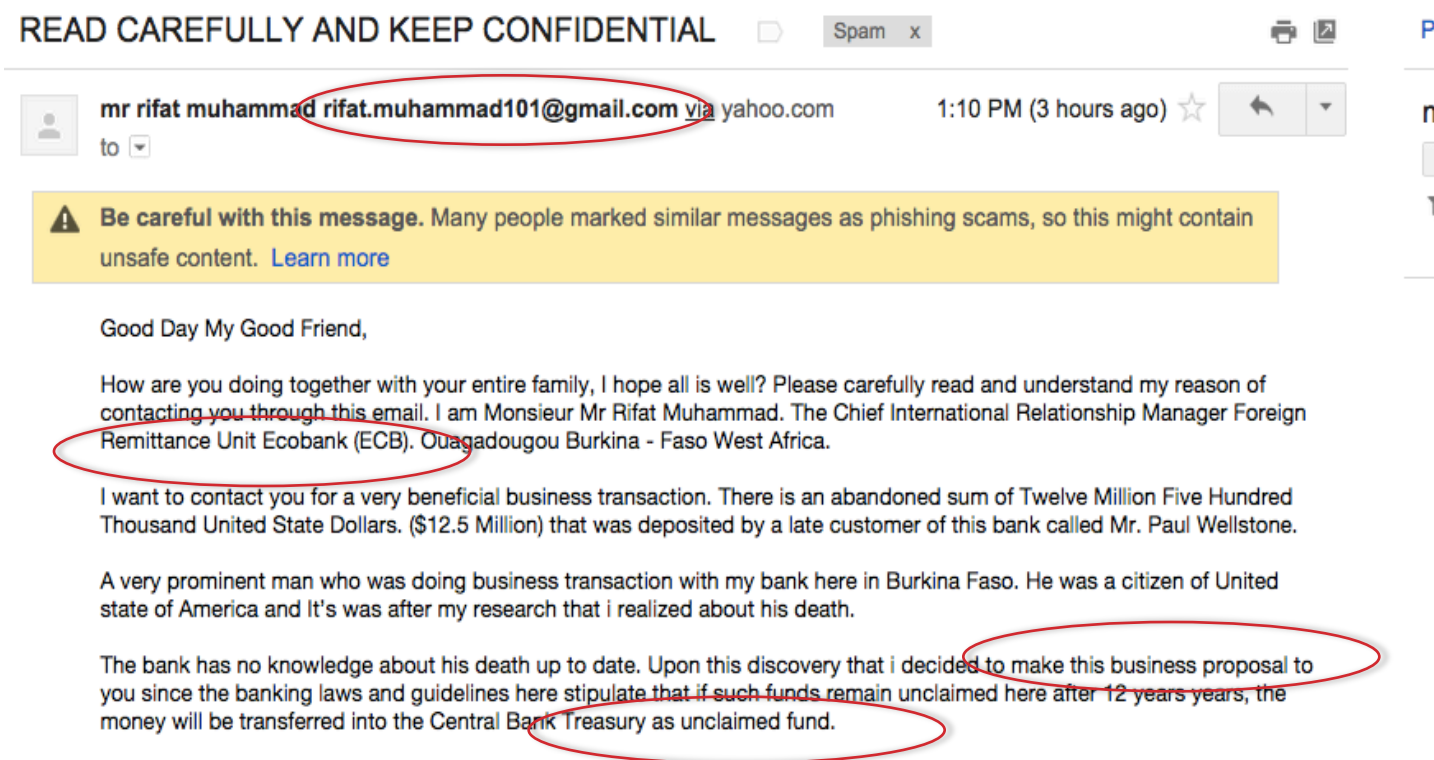 READ CAREFULLY AND KEEP CONFIDENTIAL
Spam x
P
mr rifat muhammad rifat.muhammad101@gmail.com via yahoo.com 1:10 PM (3 hours ago)
to
Be careful with this message. Many people marked similar messages as phishing scams, so this might contain
unsafe content. Learn more
Good Day My Good Friend,
How are you doing together with your entire family, I hope all is well? Please carefully read and understand my reason of
contacting you through this email. I am Monsieur Mr Rifat Muhammad. The Chief International Relationship Manager Foreign
Remittance Unit Ecobank (ECB). Ouagadougou Burkina - Faso West Africa.
I want to contact you for a very beneficial business transaction. There is an abandoned sum of Twelve Million Five Hundred
Thousand United State Dollars. ($12.5 Million) that was deposited by a late customer of this bank called Mr. Paul Wellstone.
A very prominent man who was doing business transaction with my bank here in Burkina Faso. He was a citizen of United
state of America and It's was after my research that i realized about his death.
The bank has no knowledge about his death up to date. Upon this discovery that i decided to make this business proposal to
you since the banking laws and guidelines here stipulate that if such funds remain unclaimed here after 12 years years, the
money will be transferred into the Central Bank Treasury as unclaimed fund.